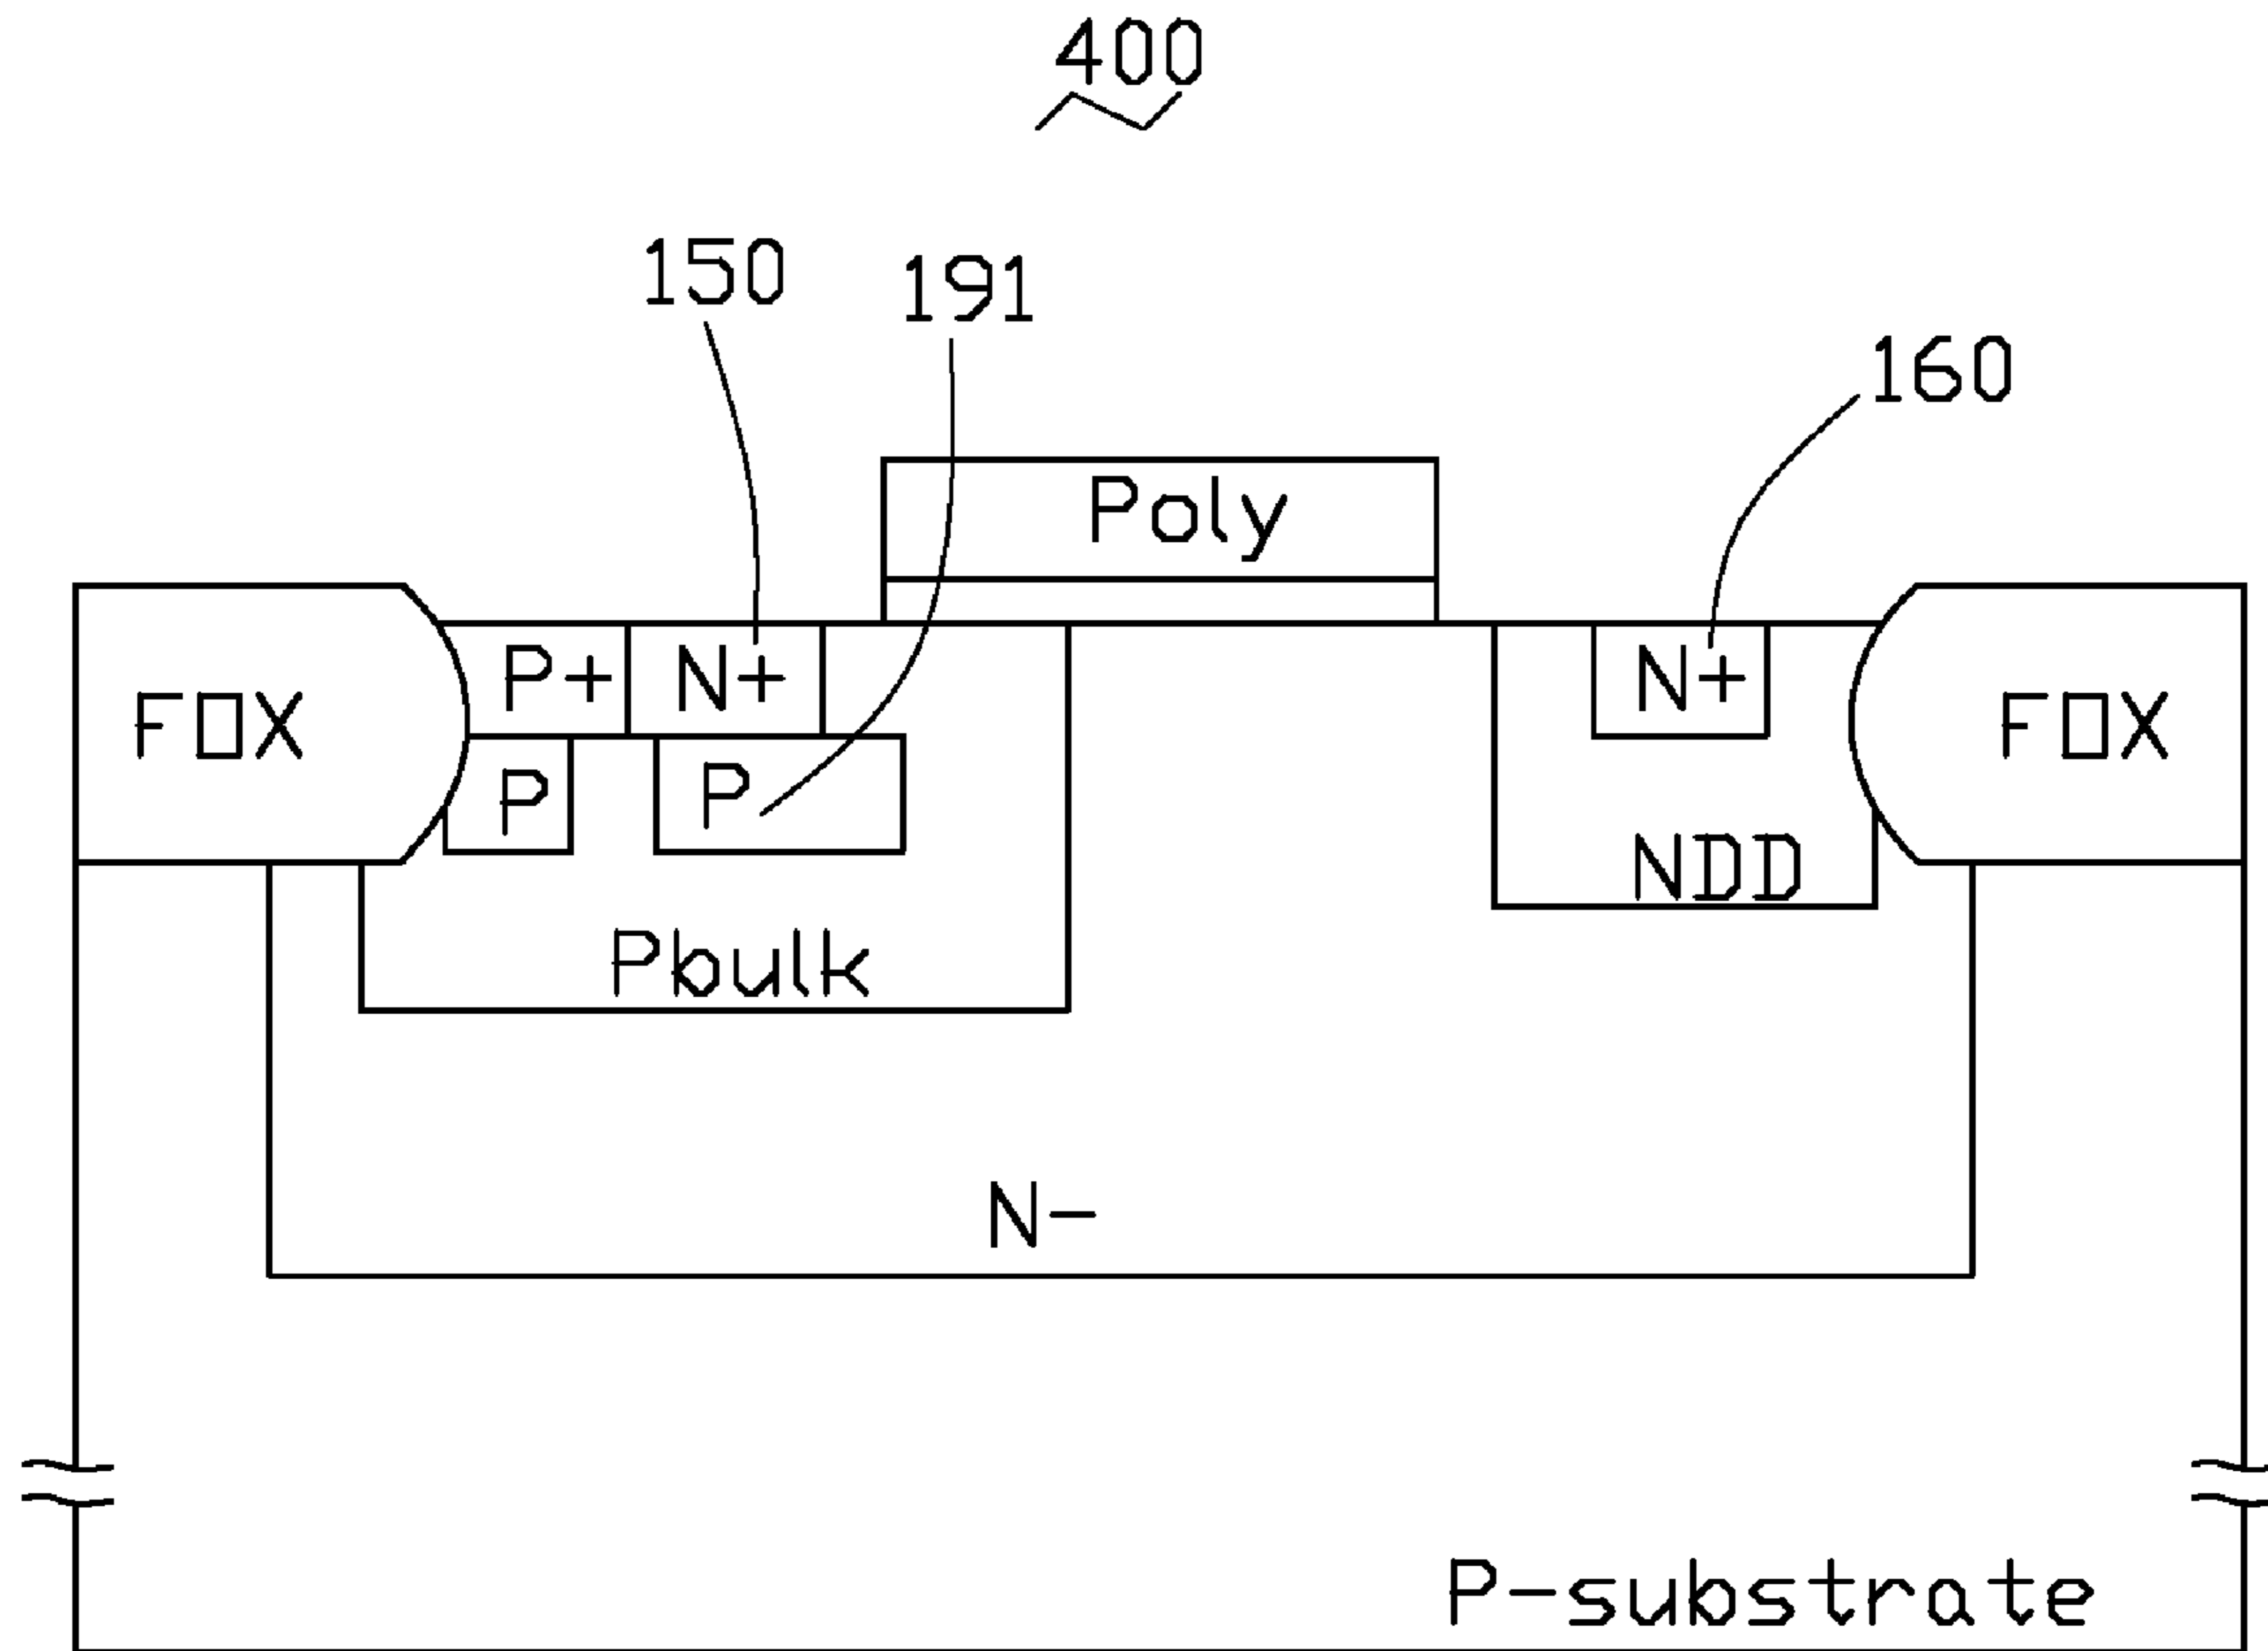 400
150
191
160
Poly
P+
N+
N+
FOX
FOX
P
P
NDD
Pbulk
N-
P-substrate